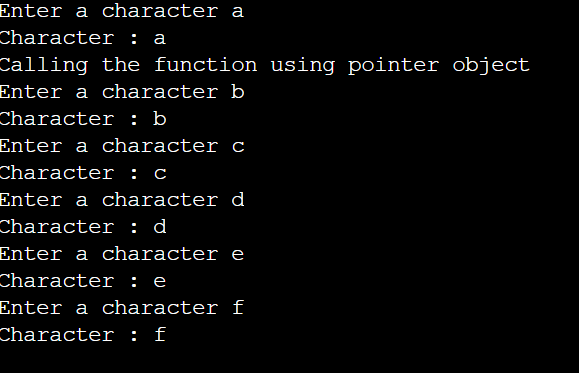 Enter a character a
Character : a
Calling the function using pointer object
Enter a character b
Character : b
Enter a character c
Character : c
Enter a character d
Character : d
Enter a character e
Character : e
Enter a character f
Character : f